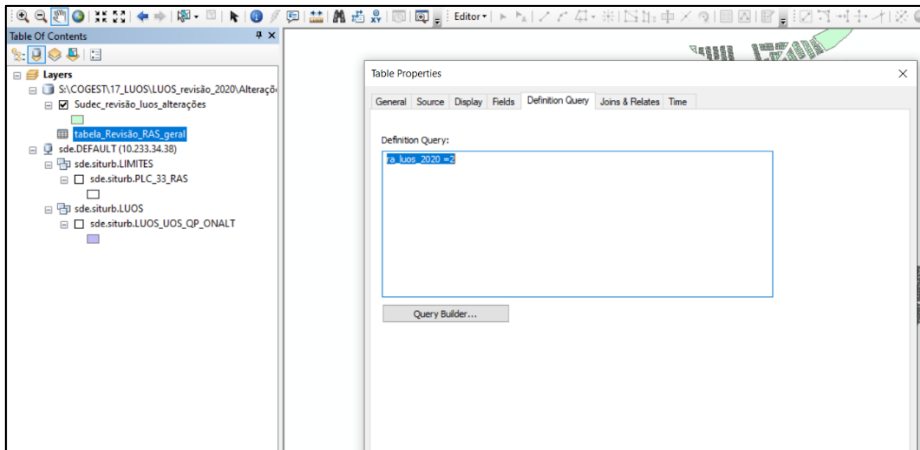 Editor
Table Of Contents
Layers
S:\COGEST\17_LUOS\LUOS_revisão_2020\Alteraçõ
Sudec_revisão_luos_alterações
tabela_Revisão_RAS_geral
sde.DEFAULT (10.233.34.38)
sde.siturb.LIMITES
sde.siturb.PLC_33_RAS
sde.siturb.LUOS
sde.siturb.LUOS_UOS_QP_ONALT
Table Properties
General Source Display Fields Definition Query Joins & Relates Time
Definition Query:
ra_luos_2020 =2
Query Builder...